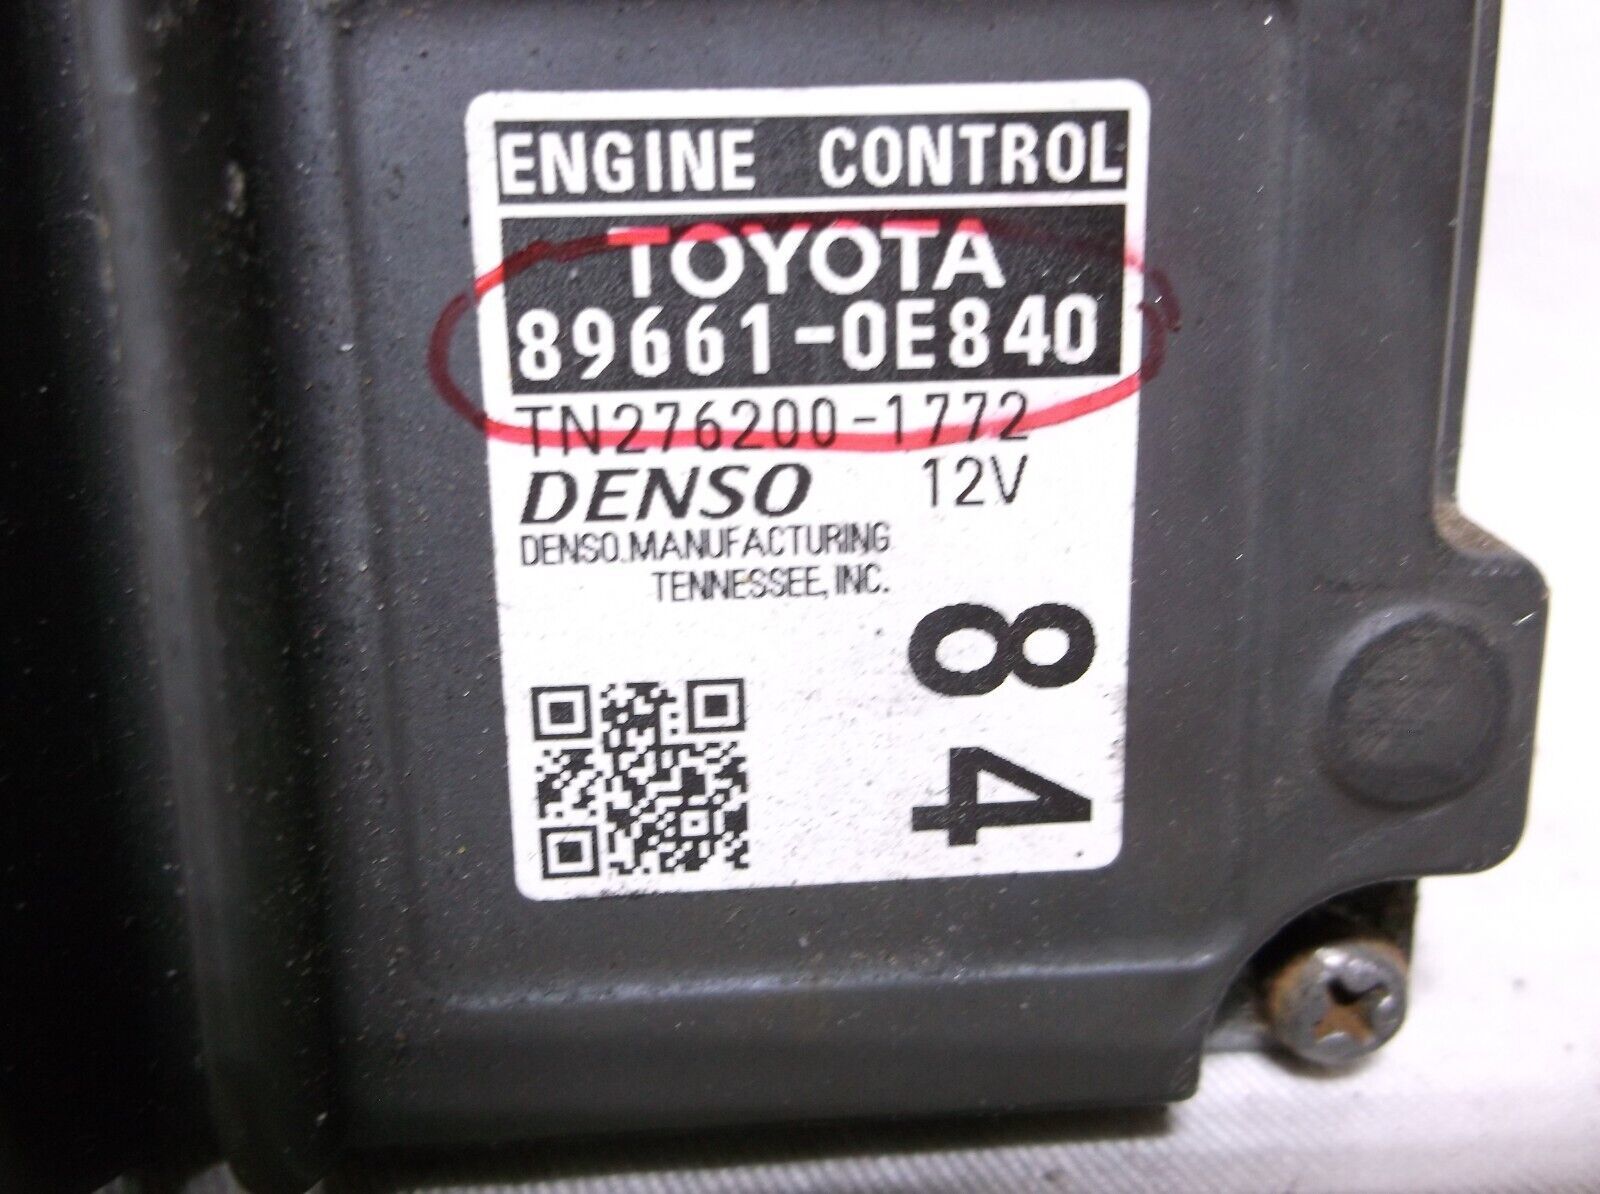 ENGINE CONTROL
TOYOTA
89661-0E840
TN276200-1772
DENSO 12V
DENSO.MANUFACTURING
TENNESSEE, INC.
84